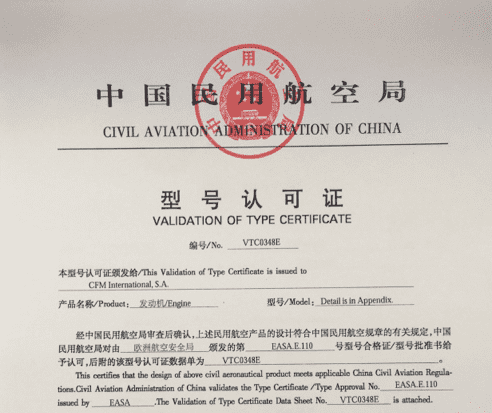 中国民用航空局
中国民用航空局
CIVIL AVIATION ADMINISTRATION OF CHINA
型号认可证
VALIDATION OF TYPE CERTIFICATE
编号/No. VTC0348E
本型号认可证颁发给/This Validation of Type Certificate is issued to
CFM International, S.A.
产品名称/Product: 发动机/Engine 型号/Model: Detail is in Appendix.
经中国民用航空局审查后确认,上述民用航空产品的设计符合中国民用航空规章的有关规定,中国
民用航空局对由 欧洲航空安全局 颁发的第 EASA.E.110 号型号合格证/型号批准书给
予认可,后附的该型号认可证数据单为 VTC0348E 。
This certifies that the design of above civil aeronautical product meets applicable China Civil Aviation Regula-
tions.Civil Aviation Administration of China validates the Type Certificate /Type Approval No. EASA.E.110
issued by EASA .The Validation of Type Certificate Data Sheet No. VTC0348E is attached.